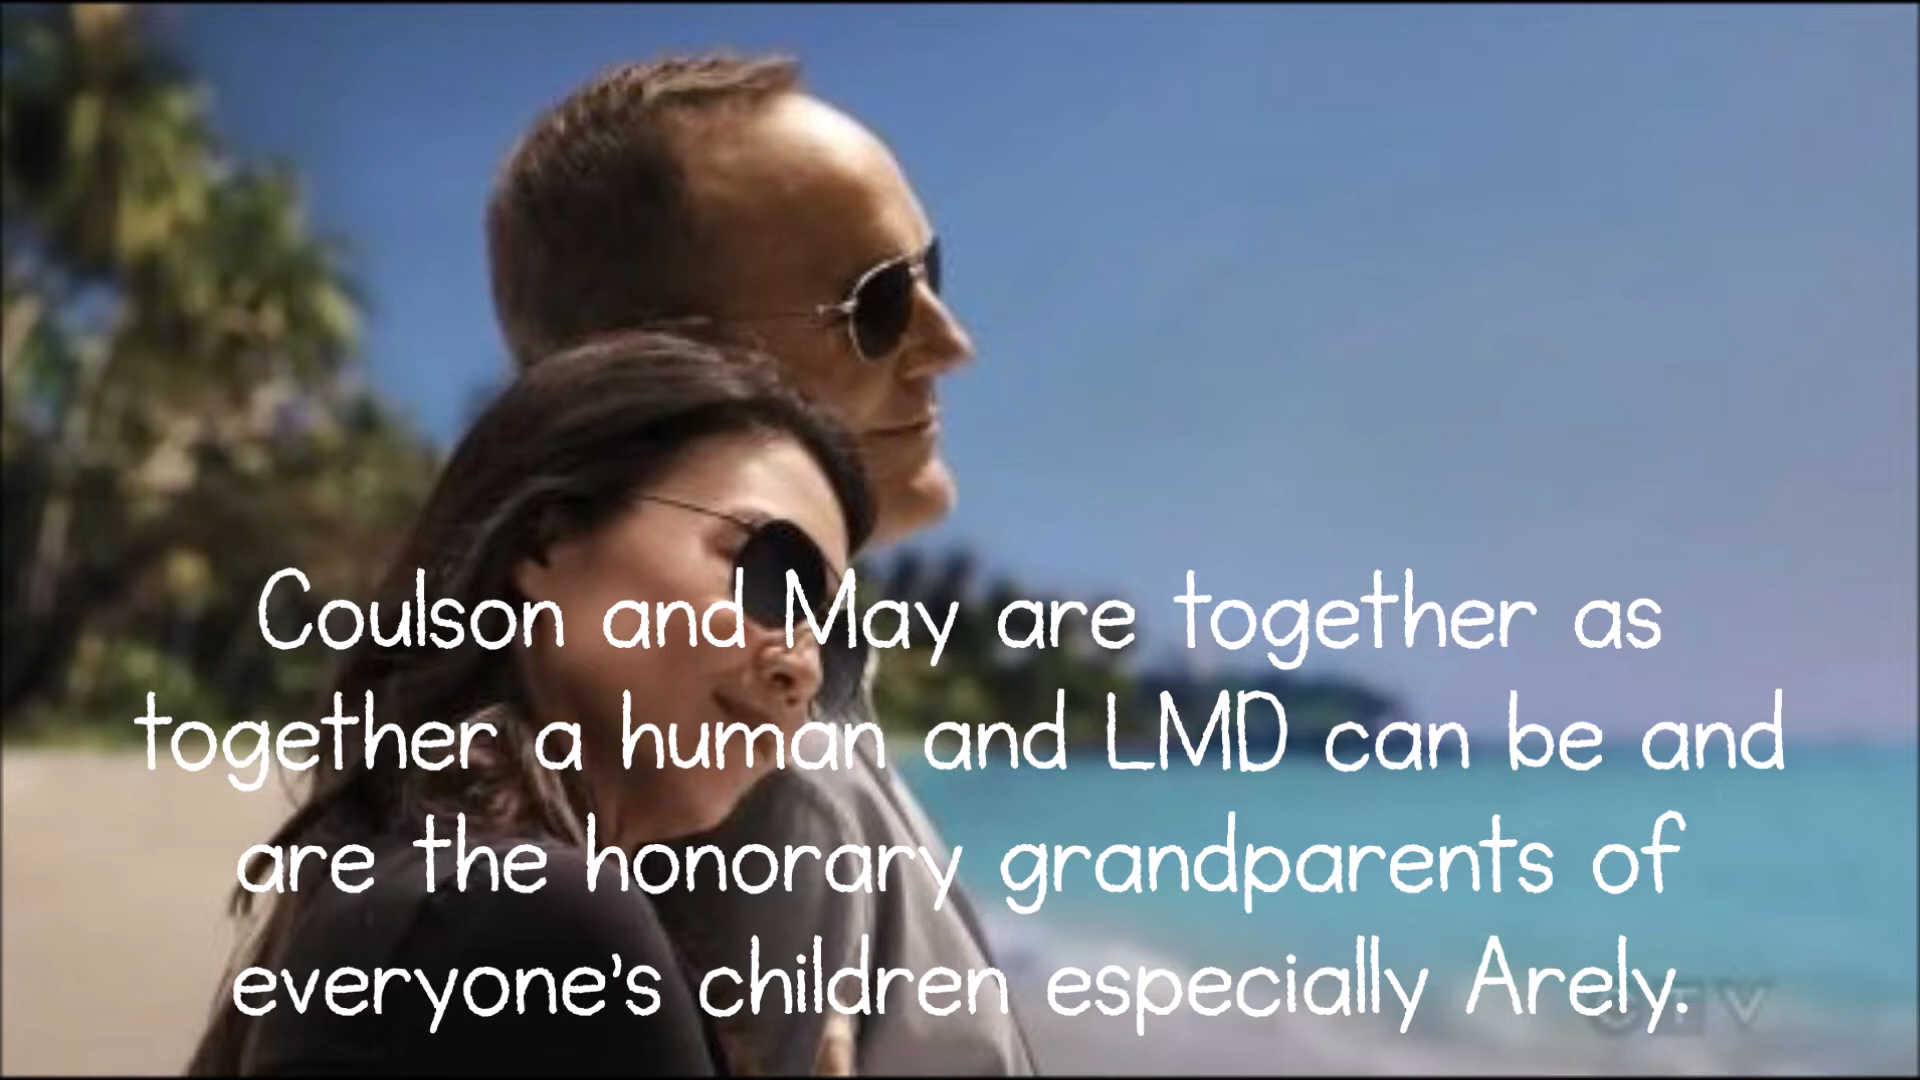 Coulson and May are together as
together a human and LMD can be and
are the honorary grandparents of
everyone's children especially Arely.
CTV